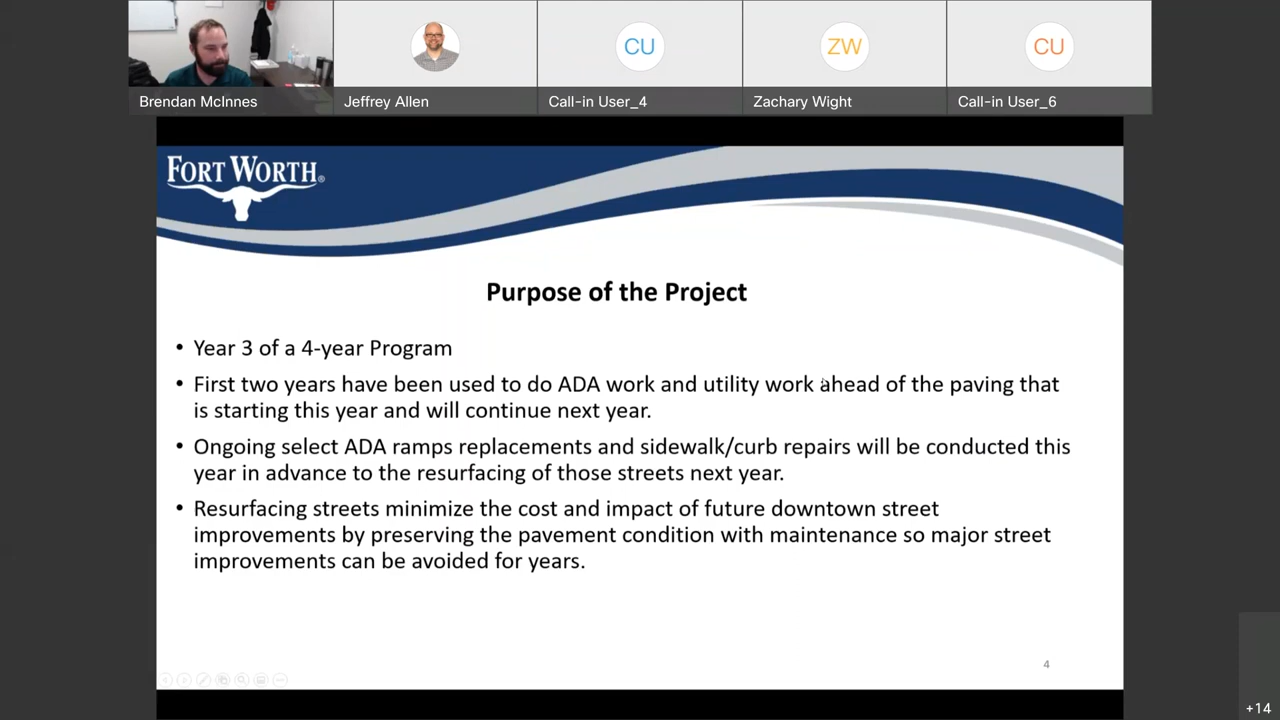 CU
ZW
CU
Brendan McInnes
Jeffrey Allen
Call-in User_4
Zachary Wight
Call-in User_6
FORT WORTH®
Purpose of the Project
• Year 3 of a 4-year Program
• First two years have been used to do ADA work and utility work ahead of the paving that
is starting this year and will continue next year.
• Ongoing select ADA ramps replacements and sidewalk/curb repairs will be conducted this
year in advance to the resurfacing of those streets next year.
• Resurfacing streets minimize the cost and impact of future downtown street
improvements by preserving the pavement condition with maintenance so major street
improvements can be avoided for years.
4
+14